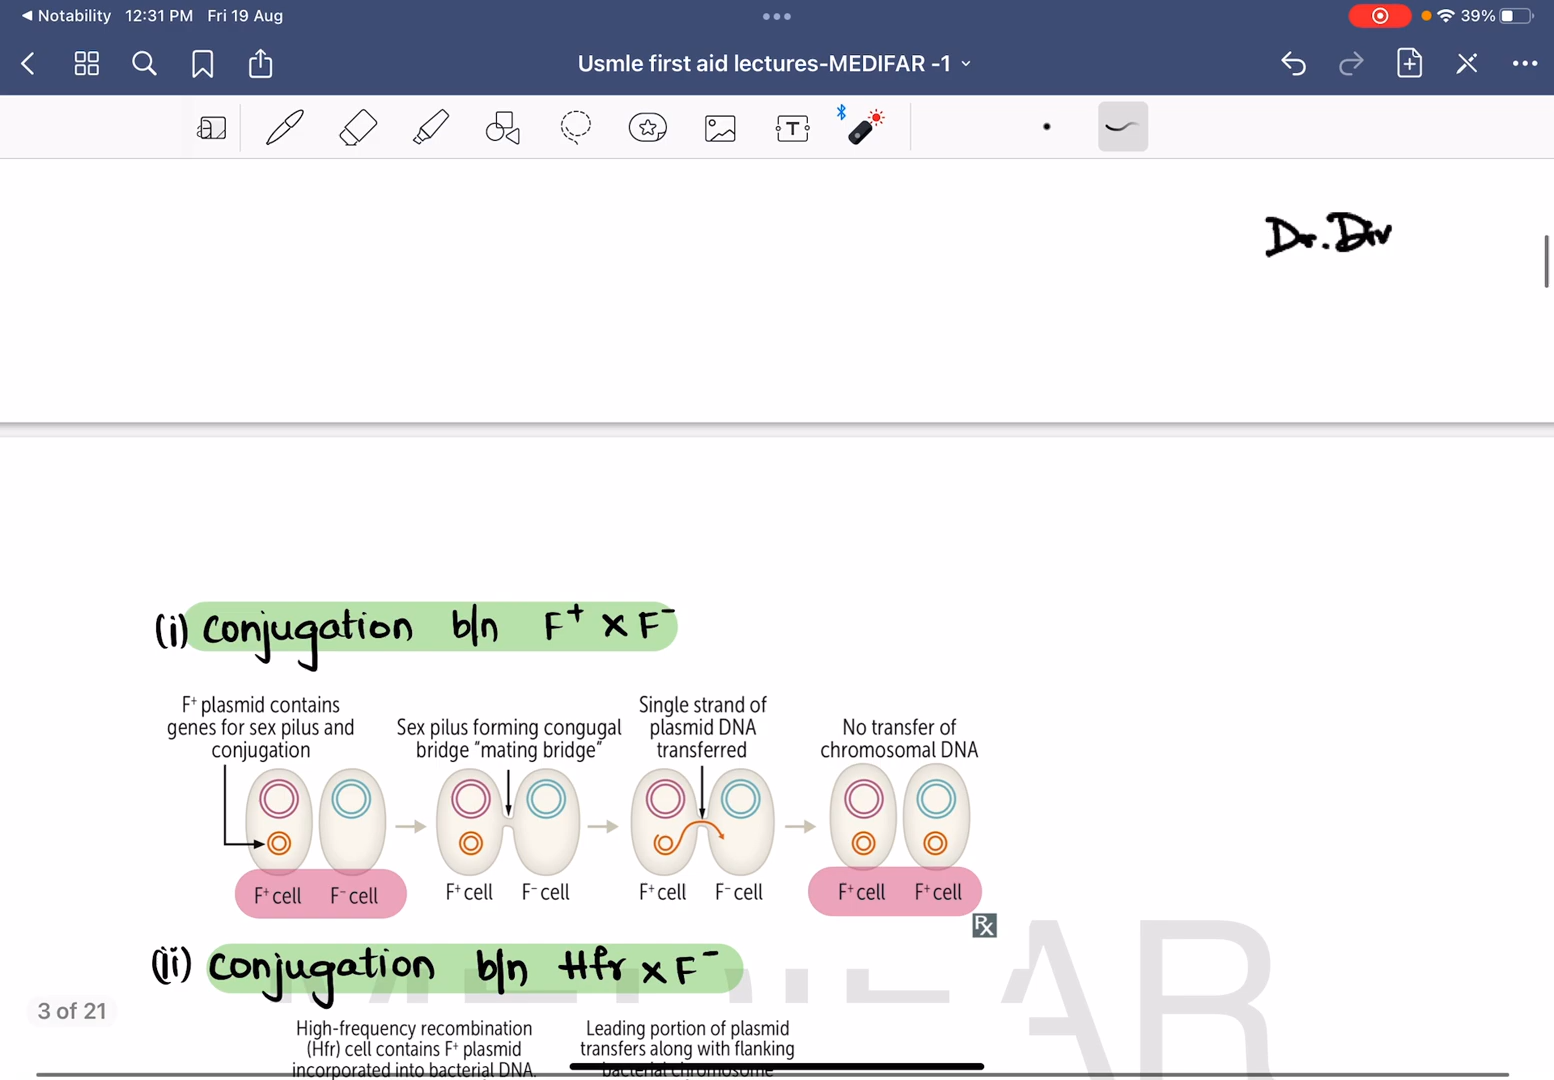 Notability 12:31 PM Fri 19 Aug
39%
Usmle first aid lectures-MEDIFAR -1
T
Dr. Div
(i) Conjugation b/n F+ x F-
F+ plasmid contains
genes for sex pilus and
conjugation
Sex pilus forming congugal
bridge "mating bridge"
Single strand of
plasmid DNA
transferred
No transfer of
chromosomal DNA
F+ cell F- cell
F+ cell F- cell
F+ cell F- cell
F+ cell F+ cell
Rx
(ii) Conjugation b/n Hfr x F-
3 of 21
High-frequency recombination
(Hfr) cell contains F+ plasmid
incorporated into bacterial DNA.
Leading portion of plasmid
transfers along with flanking
bacterial chromosome
MEDIFAR